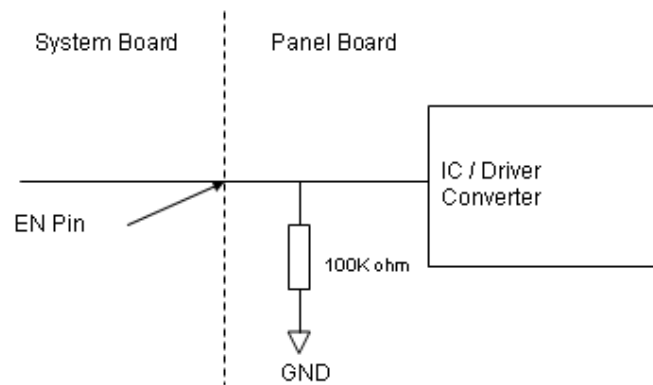 System Board
Panel Board
IC / Driver
Converter
EN Pin
100K ohm
GND